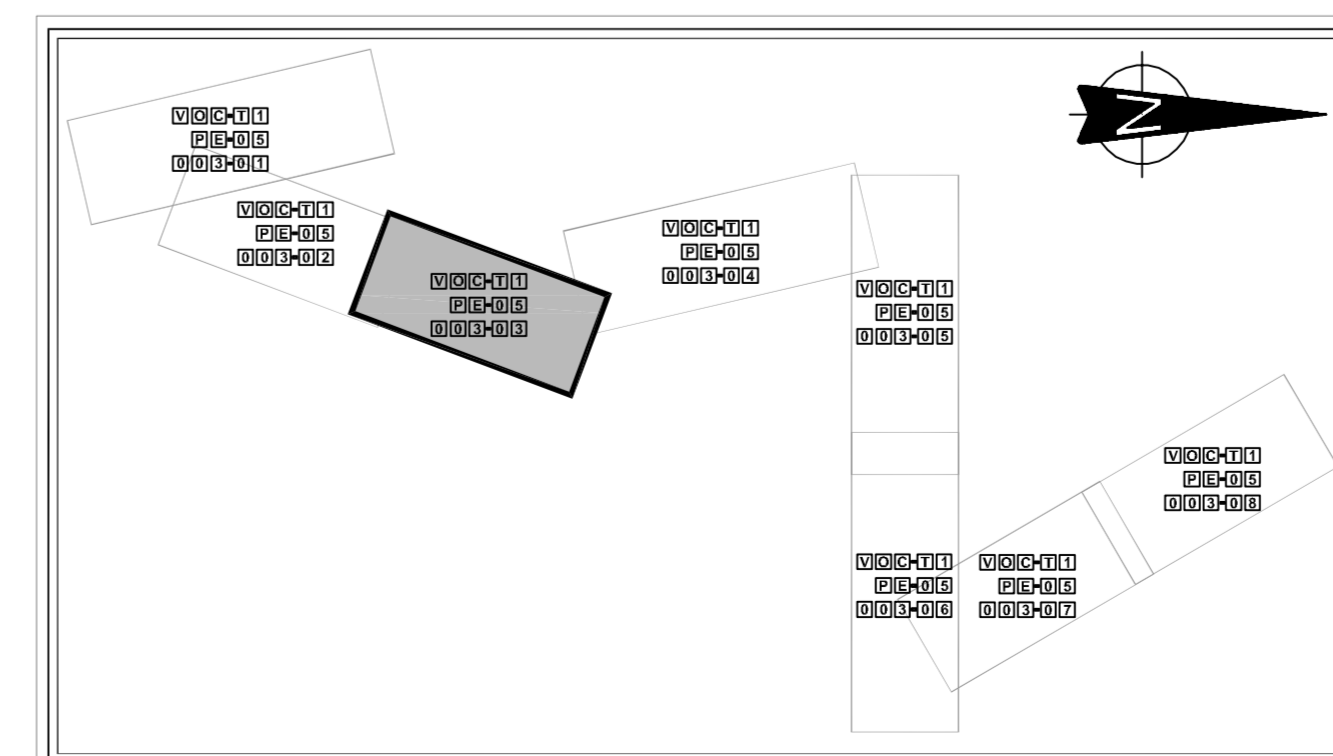 VOC-T1
PE-05
003-01
VOC-T1
PE-05
003-02
VOC-T1
PE-05
003-03
VOC-T1
PE-05
003-04
VOC-T1
PE-05
003-05
VOC-T1
PE-05
003-06
VOC-T1
PE-05
003-07
VOC-T1
PE-05
003-08
N